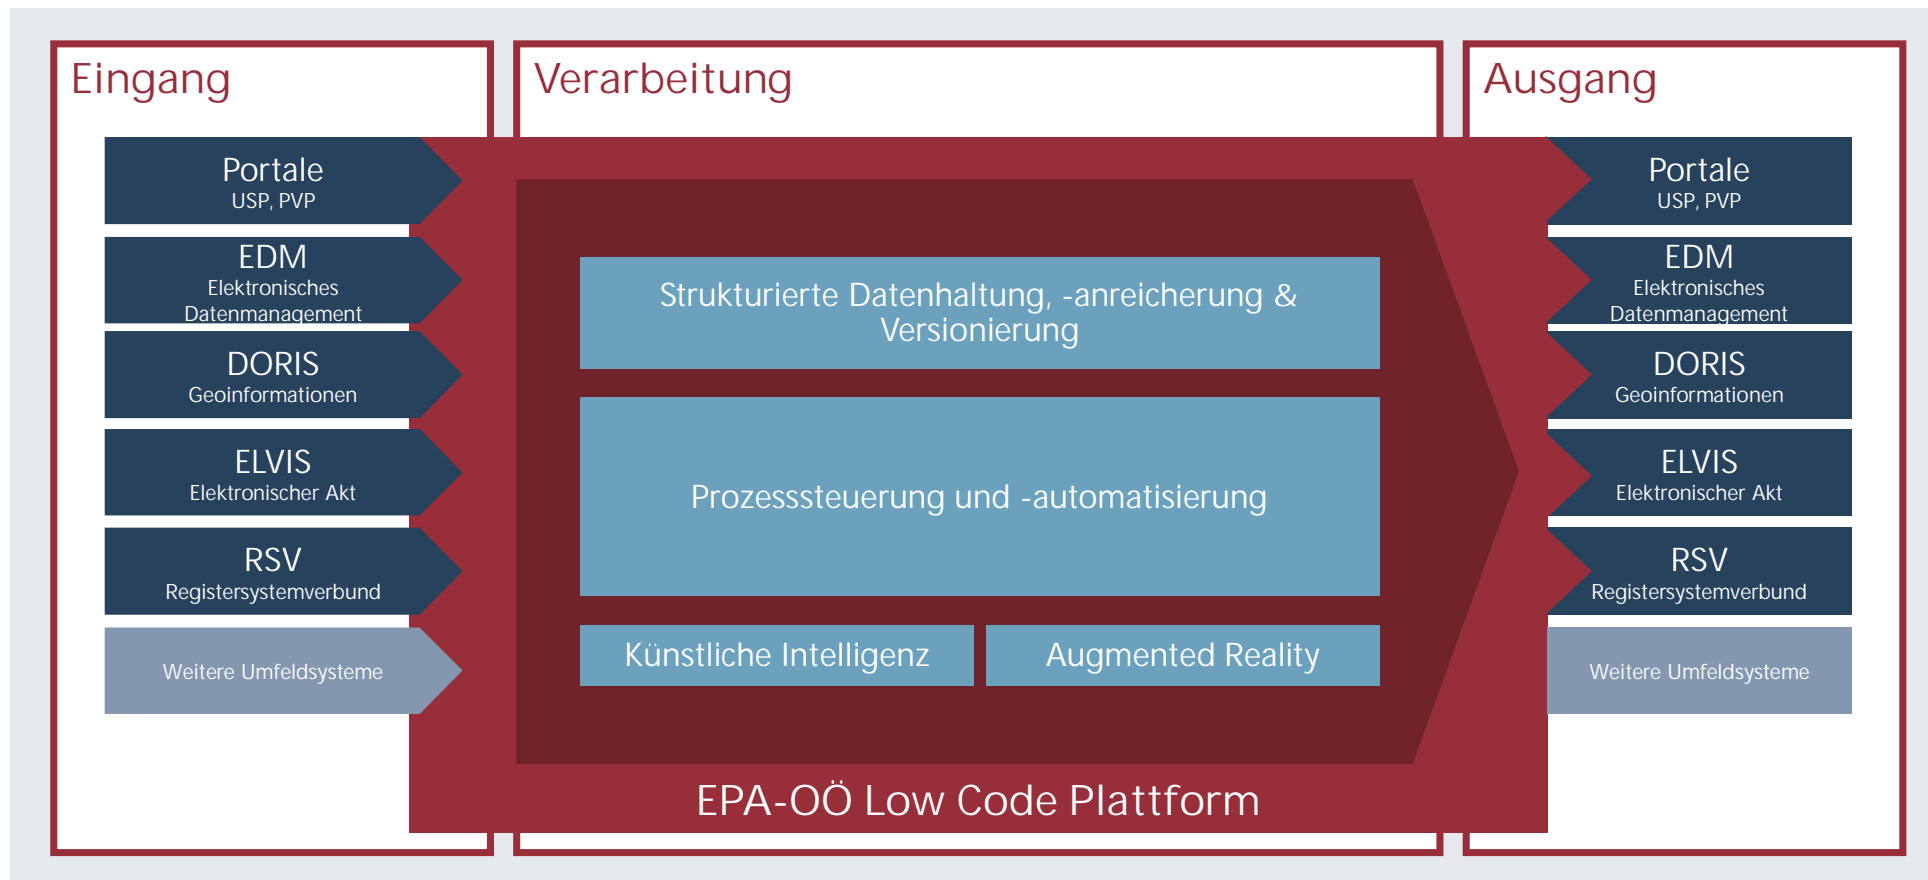 Eingang
Portale
USP, PVP
EDM
Elektronisches
Datenmanagement
DORIS
Geoinformationen
ELVIS
Elektronischer Akt
RSV
Registersystemverbund
Weitere Umfeldsysteme
Verarbeitung
Strukturierte Datenhaltung, -anreicherung &
Versionierung
Prozesssteuerung und -automatisierung
Künstliche Intelligenz
Augmented Reality
EPA-OÖ Low Code Plattform
Ausgang
Portale
USP, PVP
EDM
Elektronisches
Datenmanagement
DORIS
Geoinformationen
ELVIS
Elektronischer Akt
RSV
Registersystemverbund
Weitere Umfeldsysteme